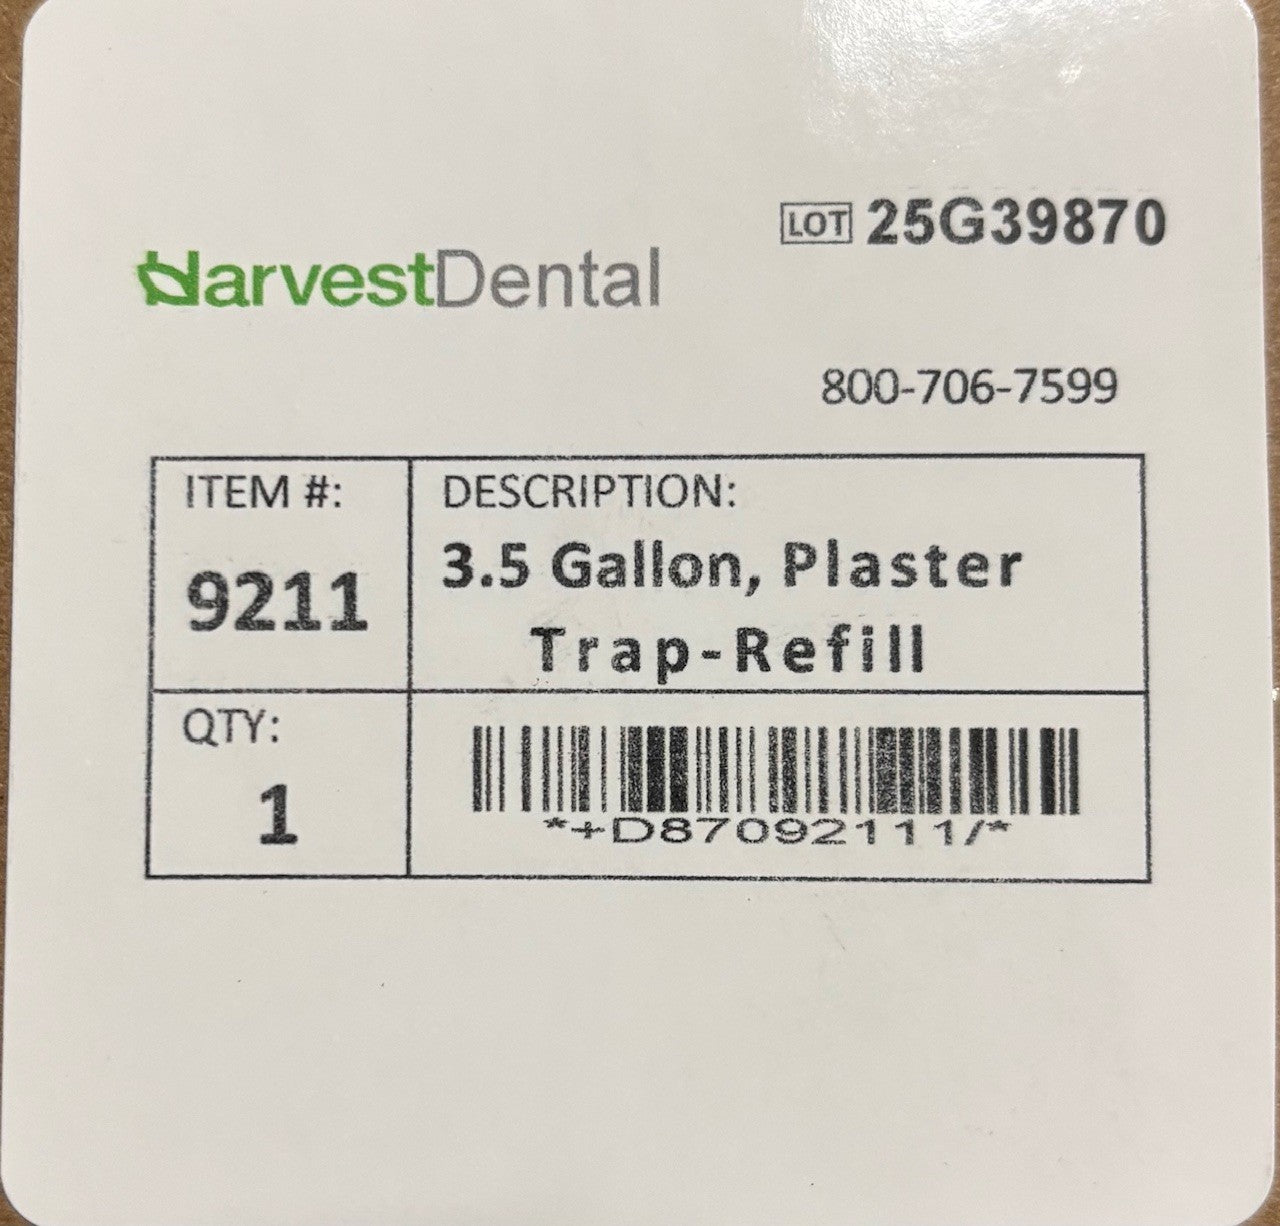 LOT 25G39870
HarvestDental
800-706-7599
ITEM #:
9211
DESCRIPTION:
3.5 Gallon, Plaster
Trap-Refill
QTY:
1
*+D87092111/*